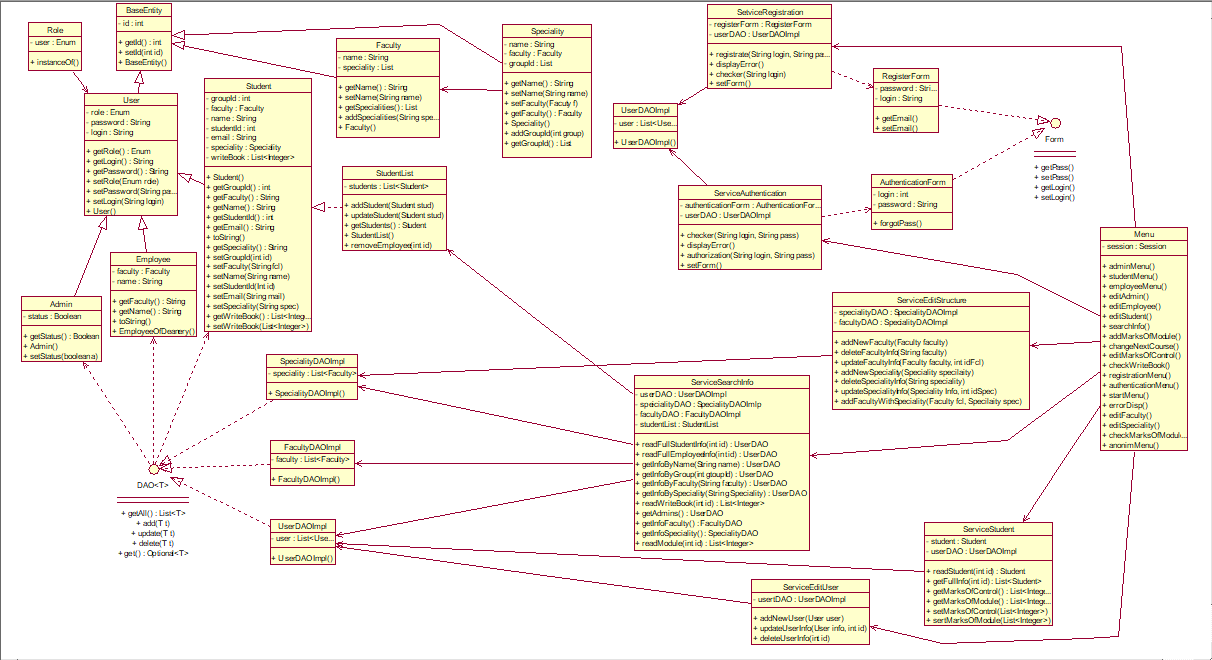 BaseEntity
- id : int
+ getId() : int
+ setId(int id)
+ BaseEntity()
Role
- user : Enum
+ instanceOf()
User
- role : Enum
- password : String
- login : String
+ getRole() : Enum
+ getLogin() : String
+ getPassword() : String
+ setRole(Enum role)
+ setPassword(String pa...
+ setLogin(String login)
+ User()
Student
- groupId : int
- faculty : Faculty
- name : String
- studentId : int
- email : String
- speciality : Speciality
- writeBook : List<Integer>
+ Student()
+ getGroupId() : int
+ getFaculty() : String
+ getName() : String
+ getStudentId() : int
+ getEmail() : String
+ toString()
+ getSpeciality() : String
+ setGroupId(int id)
+ setFaculty(String fcl)
+ setName(String name)
+ setStudentId(int id)
+ setEmail(String mail)
+ setSpeciality(String spec)
+ getWriteBook() : List<Integ...
+ setWriteBook(List<Integer>)
Faculty
- name : String
- speciality : List
+ getName() : String
+ setName(String name)
+ getSpecialities() : List
+ addSpecialities(String spe...
+ Faculty()
Speciality
- name : String
- faculty : Faculty
- groupId : List
+ getName() : String
+ setName(String name)
+ setFaculty(Facuty f)
+ getFaculty() : Faculty
+ Speciality()
+ addGroupId(int group)
+ getGroupId() : List
StudentList
- students : List<Student>
+ addStudent(Student stud)
+ updateStudent(Student stud)
+ getStudents() : Student
+ StudentList()
+ removeEmployee(int id)
Employee
- faculty : Faculty
- name : String
+ getFaculty() : String
+ getName() : String
+ toString()
+ EmployeeOfDeanery()
Admin
- status : Boolean
+ getStatus() : Boolean
+ Admin()
+ setStatus(boolean a)
SpecialityDAOImpl
- speciality : List<Faculty>
+ SpecialityDAOImpl()
FacultyDAOImpl
- faculty : List<Faculty>
+ FacultyDAOImpl()
UserDAOImpl
- user : List<Use...
+ UserDAOImpl()
DAO<T>
+ getAll() : List<T>
+ add(T t)
+ update(T t)
+ delete(T t)
+ get() : Optional<T>
ServiceRegistration
- registerForm : RegisterForm
- userDAO : UserDAOImpl
+ registrate(String login, String pa...
+ displayError()
+ checker(String login)
+ setForm()
UserDAOImpl
- user : List<Use...
+ UserDAOImpl()
RegisterForm
- password : Stri...
- login : String
+ getEmail()
+ setEmail()
Form
+ getPass()
+ setPass()
+ getLogin()
+ setLogin()
AuthenticationForm
- login : int
- password : String
+ forgotPass()
ServiceAuthentication
- authenticationForm : AuthenticationFor...
- userDAO : UserDAOImpl
+ checker(String login, String pass)
+ displayError()
+ authorization(String login, String pass)
+ setForm()
Menu
- session : Session
+ adminMenu()
+ studentMenu()
+ employeeMenu()
+ editAdmin()
+ editEmployee()
+ editStudent()
+ searchInfo()
+ addMarksOfModule()
+ changeNextCourse()
+ editMarksOfControl()
+ checkWriteBook()
+ registrationMenu()
+ authenticationMenu()
+ startMenu()
+ errorDisp()
+ editFaculty()
+ editSpeciality()
+ checkMarksOfModul...
+ anonimMenu()
ServiceEditStructure
- specialityDAO : SpecialityDAOImpl
- facultyDAO : SpecialityDAOImpl
+ addNewFaculty(Faculty faculty)
+ deleteFacultyInfo(String faculty)
+ updateFacultyInfo(Faculty faculty, int idFcl)
+ addNewSpeciality(Speciality speciliaity)
+ deleteSpecialityInfo(String speciality)
+ updateSpecialityInfo(Speciality Info, int idSpec)
+ addFacultyWithSpeciality(Faculty fcl, Specilaity spec)
ServiceSearchInfo
- userDAO : UserDAOImpl
- speicialityDAO : SpecialityDAOImlp
- facultyDAO : FacultyDAOImpl
- studentList : StudentList
+ readFullStudentInfo(int id) : UserDAO
+ readFullEmployeeInfo(int id) : UserDAO
+ getInfoByName(String name) : UserDAO
+ getInfoByGroup(int gtoupId) : UserDAO
+ getInfoByFaculty(String faculty) : UserDAO
+ getInfoBySpeciality(String Speciality) : UserDAO
+ readWriteBook(int id) : List<Integer>
+ getAdmins() : UserDAO
+ getInfoFaculty() : FacultyDAO
+ getInfoSpeciality() : SpecialityDAO
+ readModule(int id) : List<Integer>
ServiceStudent
- student : Student
- userDAO : UserDAOImpl
+ readStudent(int id) : Student
+ getFullInfo(int id) : List<Student>
+ getMarksOfControl() : List<Intege...
+ getMarksOfModule() : List<Intege...
+ setMarksOfControl(List<Integer>)
+ sertMarksOfModule(List<Integer>)
ServiceEditUser
- usertDAO : UserDAOImpl
+ addNewUser(User user)
+ updateUserInfo(User info, int id)
+ deleteUserInfo(int id)